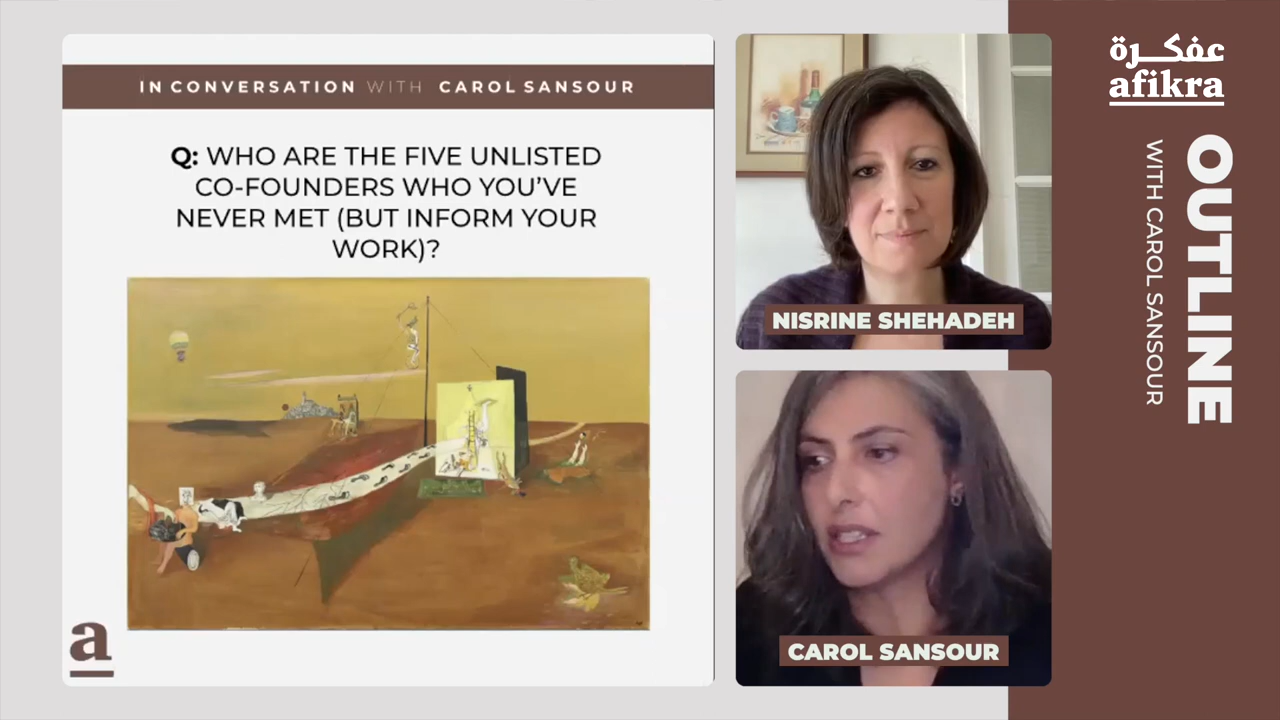 IN CONVERSATION WITH CAROL SANSOUR
Q: WHO ARE THE FIVE UNLISTED
CO-FOUNDERS WHO YOU’VE
NEVER MET (BUT INFORM YOUR
WORK)?
a
NISRINE SHEHADEH
CAROL SANSOUR
عفكرة
afikra
OUTLINE
WITH CAROL SANSOUR